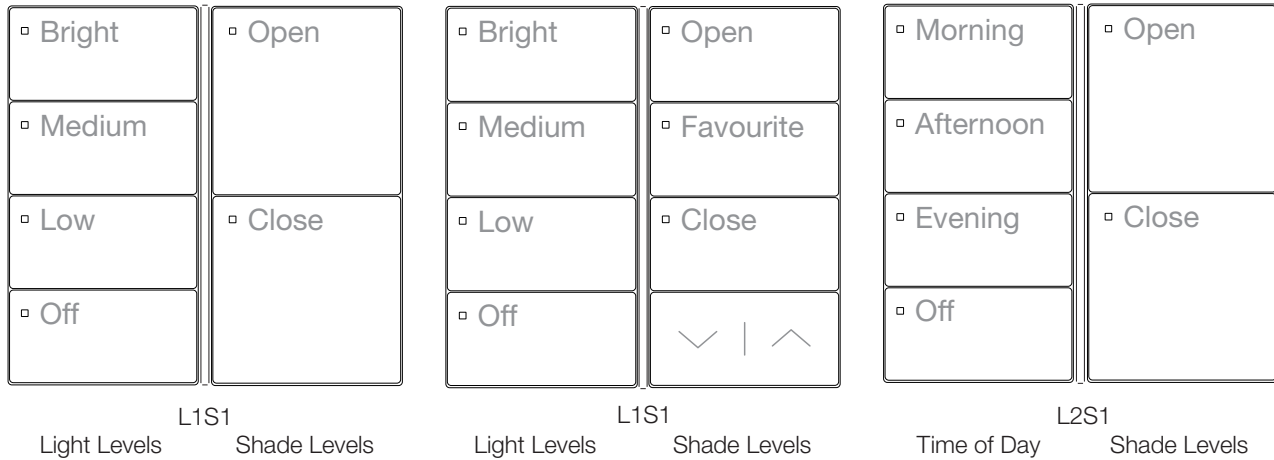 Bright
Medium
Low
Off
Open
Close
L1S1
Light Levels Shade Levels
Bright
Medium
Low
Off
Open
Favourite
Close
L1S1
Light Levels Shade Levels
Morning
Afternoon
Evening
Off
Open
Close
L2S1
Time of Day Shade Levels